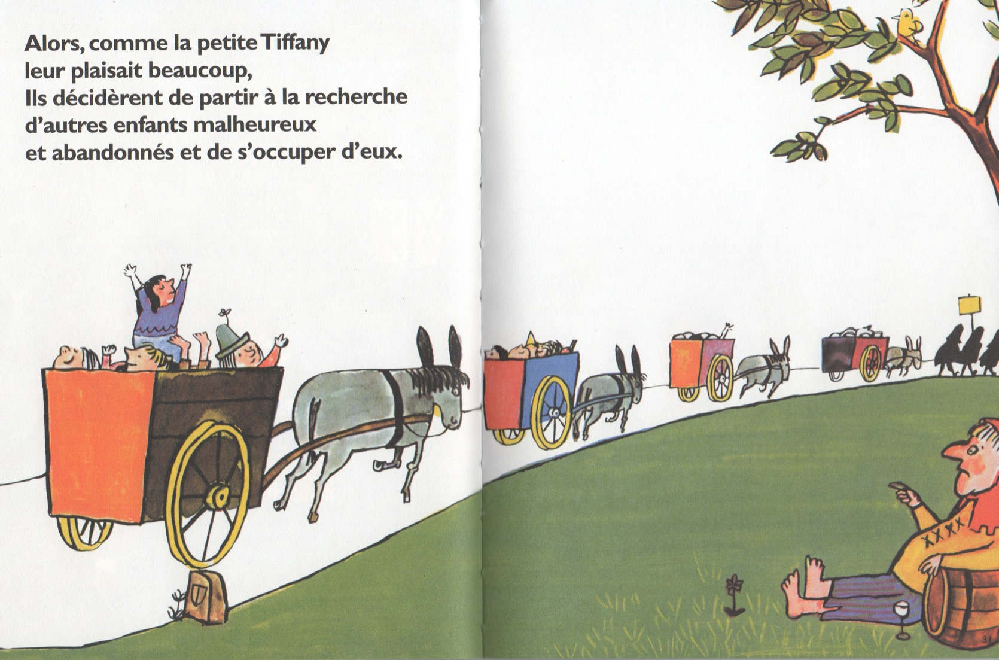 Alors, comme la petite Tiffany
leur plaisait beaucoup,
Ils décidèrent de partir à la recherche
d’autres enfants malheureux
et abandonnés et de s’occuper d’eux.
31